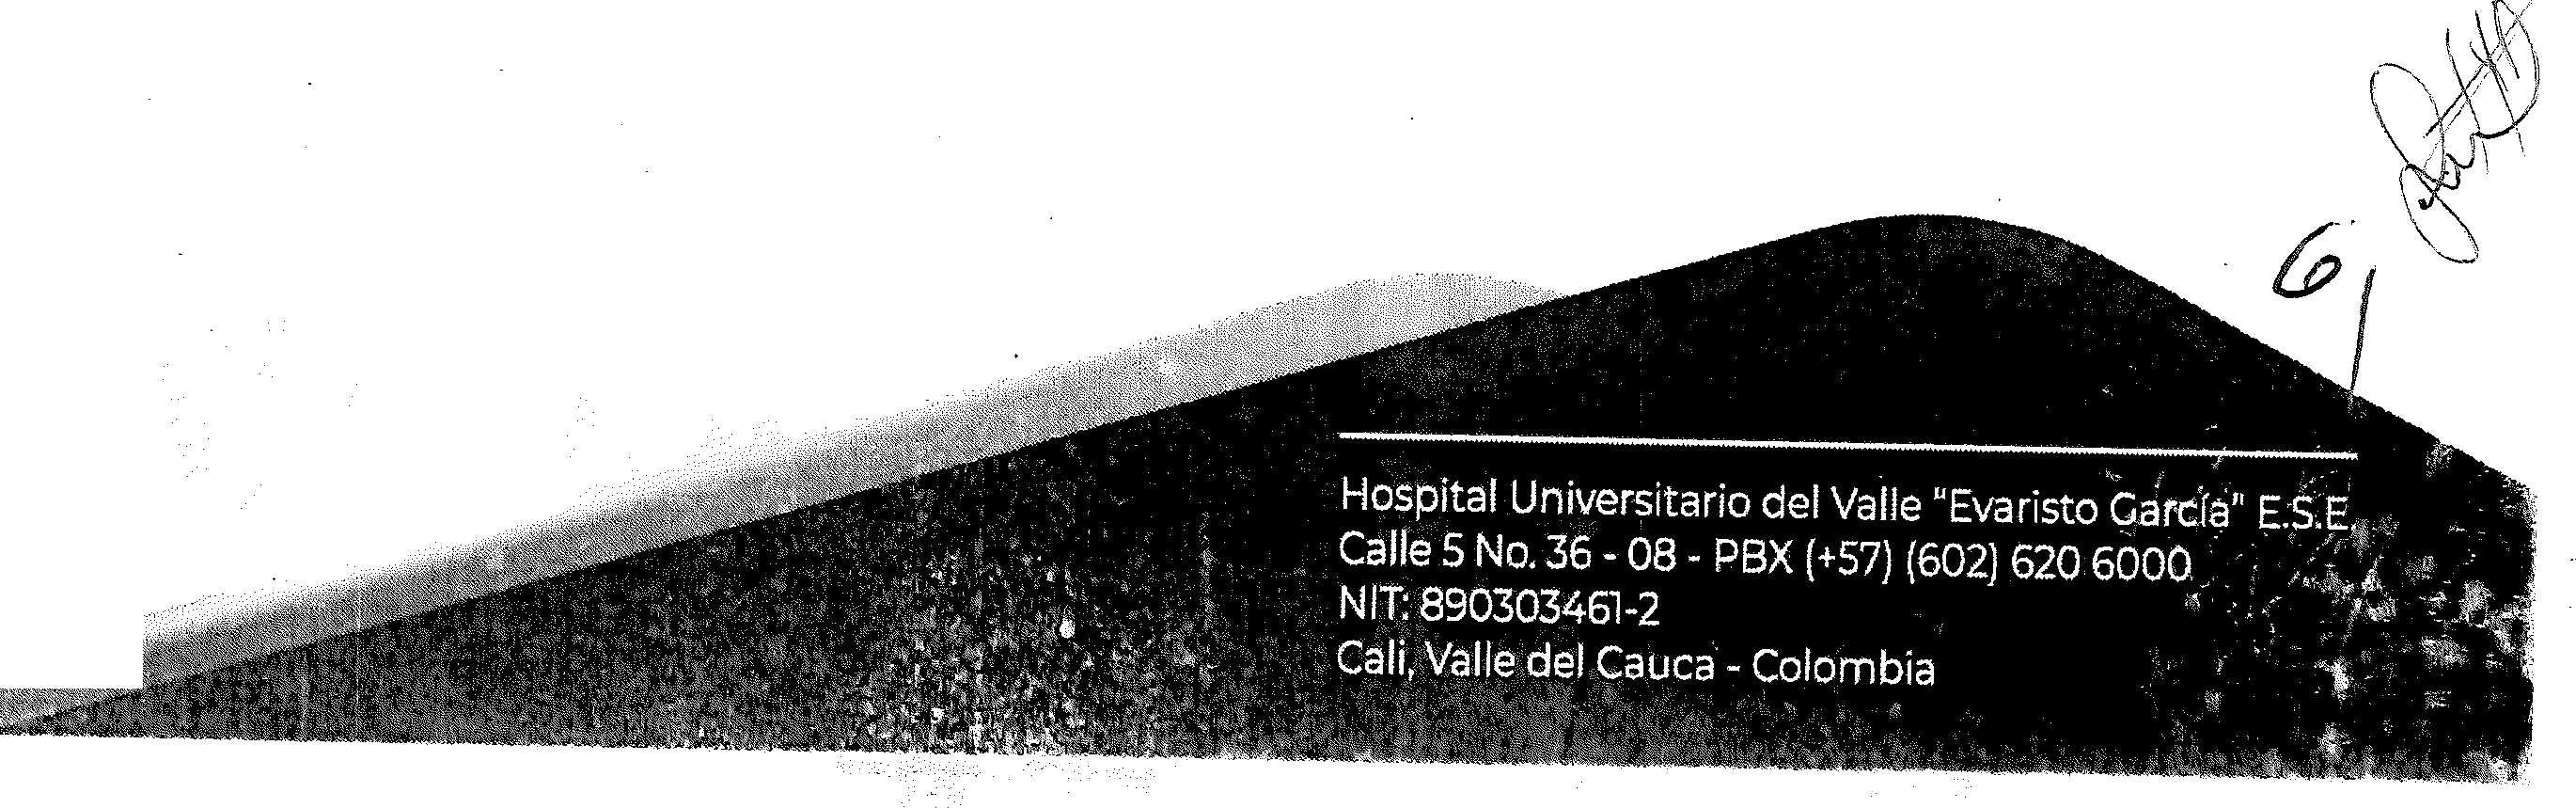 6
Hospital Universitario del Valle “Evaristo García” E.S.E.
Calle 5 No. 36 - 08 - PBX (+57) (602) 620 6000
NIT: 890303461-2
Cali, Valle del Cauca - Colombia